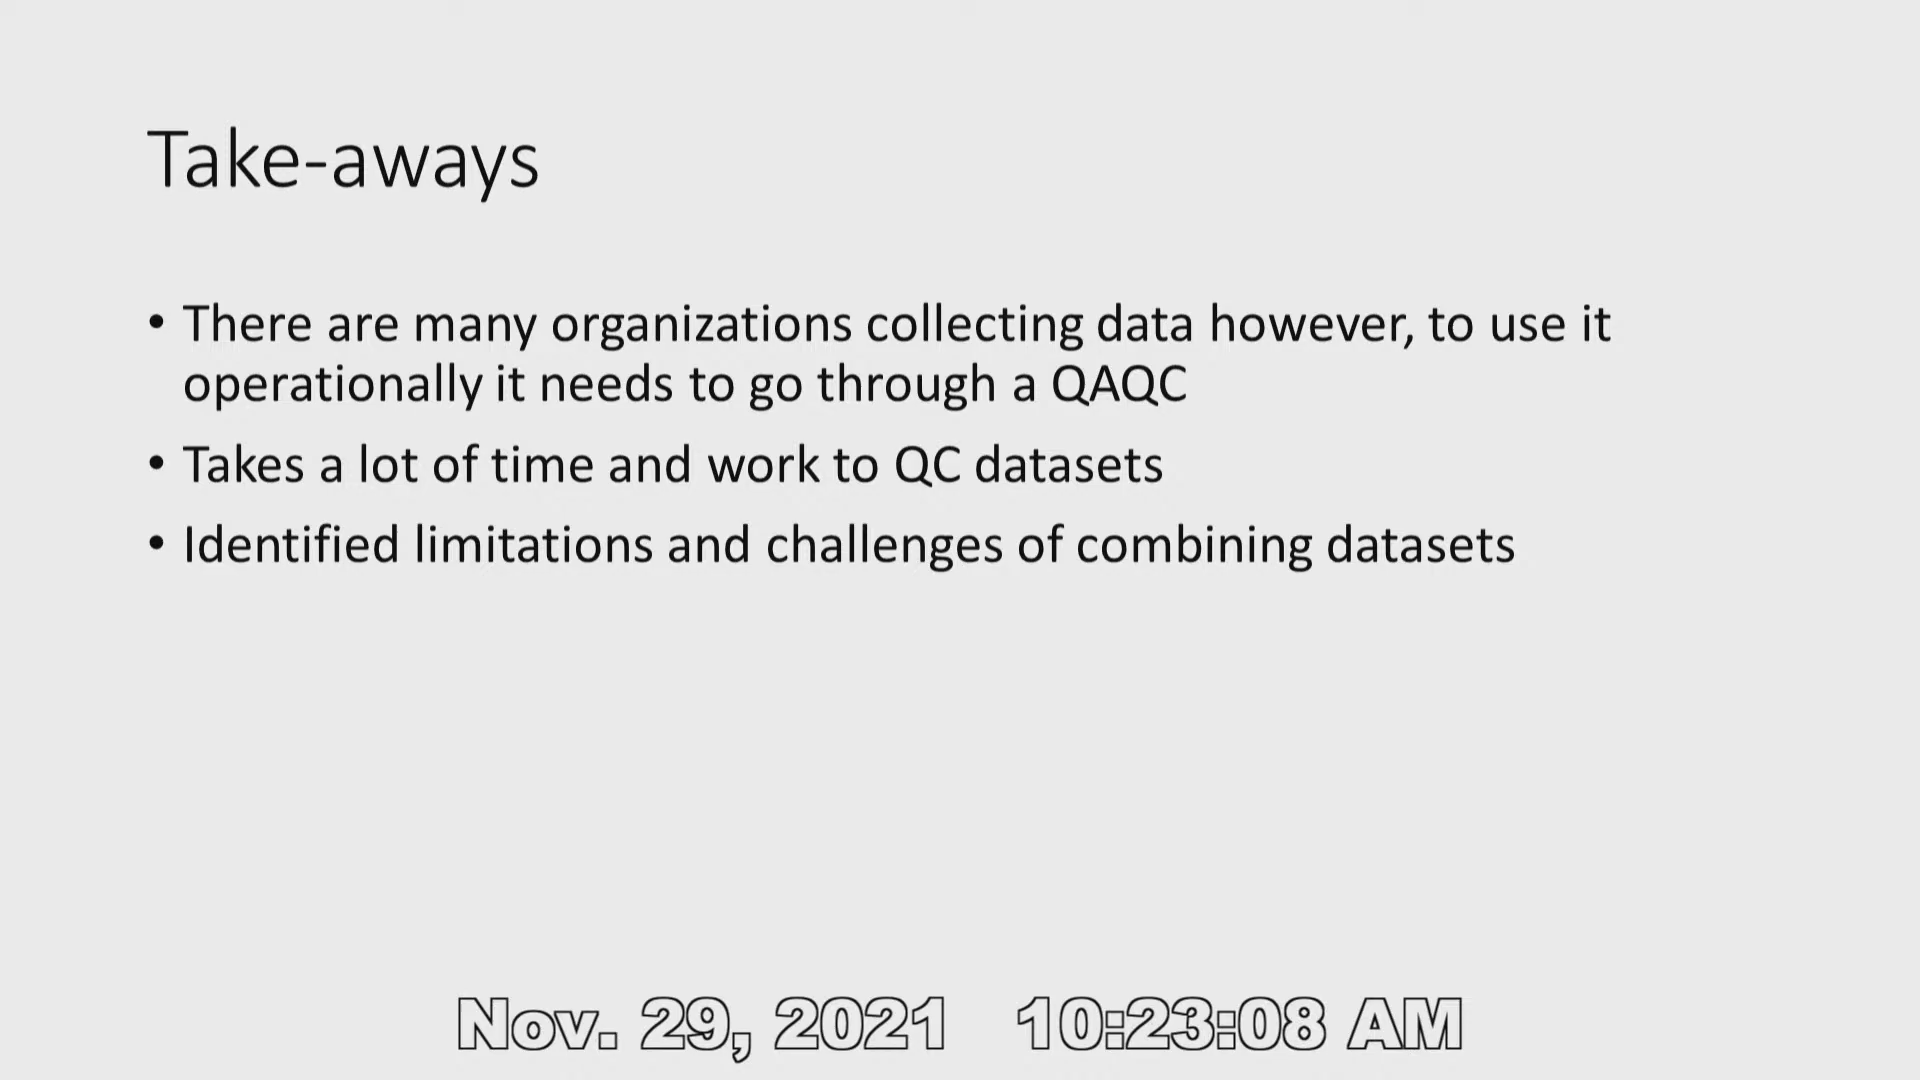 Take-aways
• There are many organizations collecting data however, to use it
operationally it needs to go through a QAQC
• Takes a lot of time and work to QC datasets
• Identified limitations and challenges of combining datasets
Nov. 29, 2021 10:23:08 AM